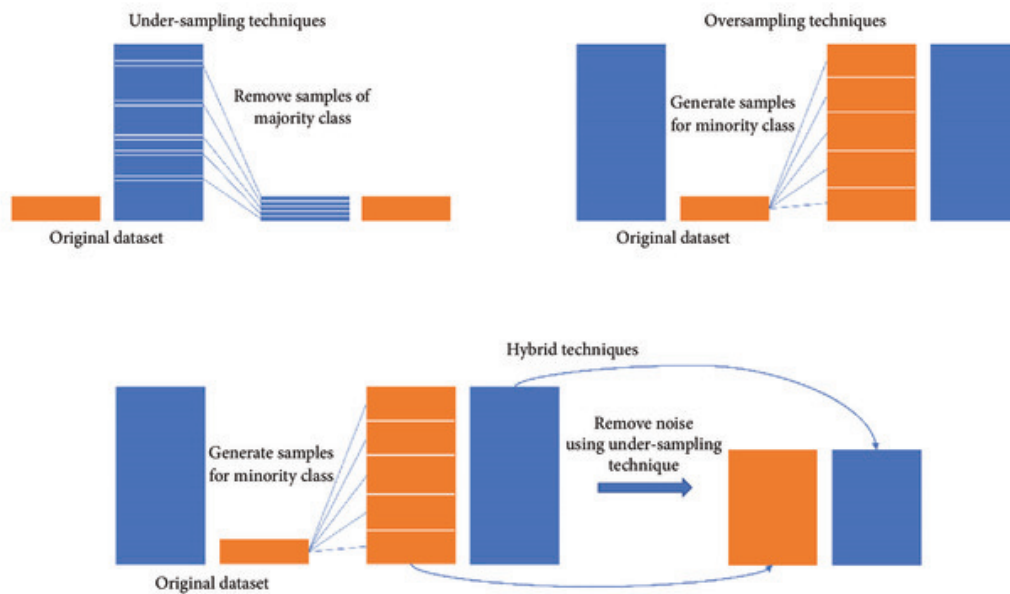 Under-sampling techniques
Remove samples of
majority class
Original dataset
Oversampling techniques
Generate samples
for minority class
Original dataset
Hybrid techniques
Generate samples
for minority class
Remove noise
using under-sampling
technique
Original dataset